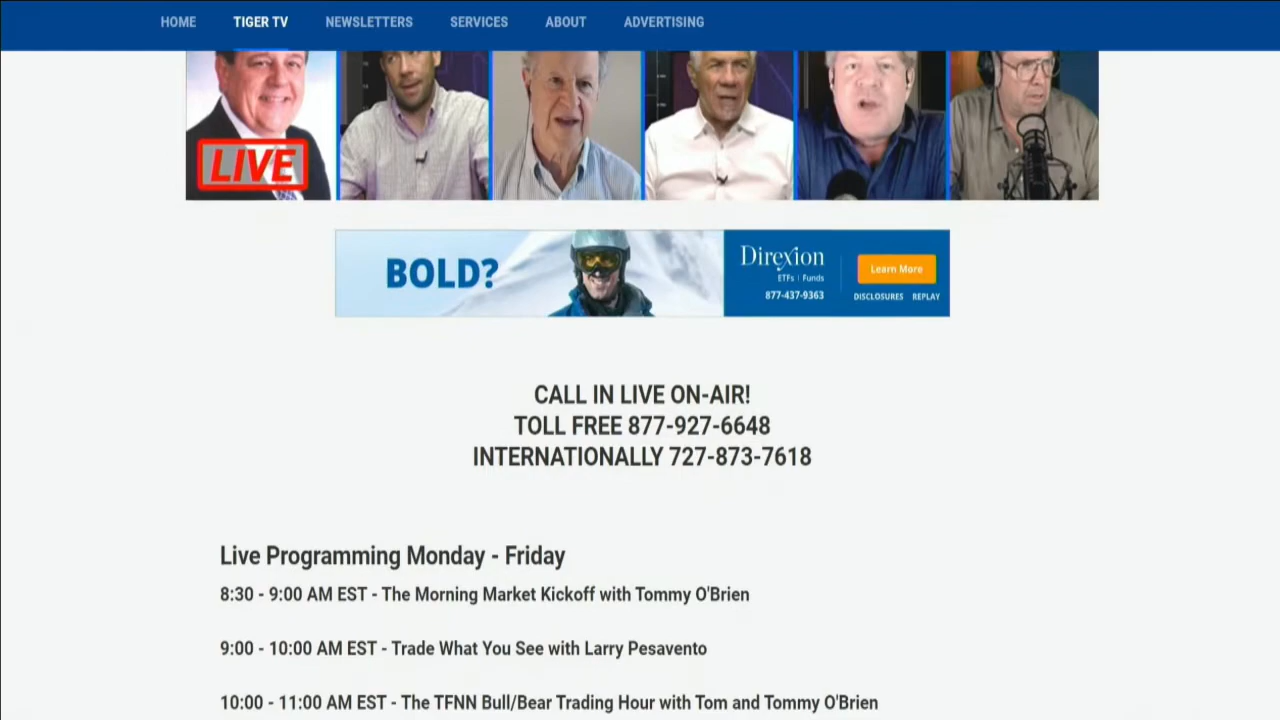 HOME TIGER TV NEWSLETTERS SERVICES ABOUT ADVERTISING
LIVE
BOLD?
Direxion
ETFs | Funds
877-437-9363
Learn More
DISCLOSURES REPLAY
CALL IN LIVE ON-AIR!
TOLL FREE 877-927-6648
INTERNATIONALLY 727-873-7618
Live Programming Monday - Friday
8:30 - 9:00 AM EST - The Morning Market Kickoff with Tommy O'Brien
9:00 - 10:00 AM EST - Trade What You See with Larry Pesavento
10:00 - 11:00 AM EST - The TFNN Bull/Bear Trading Hour with Tom and Tommy O'Brien